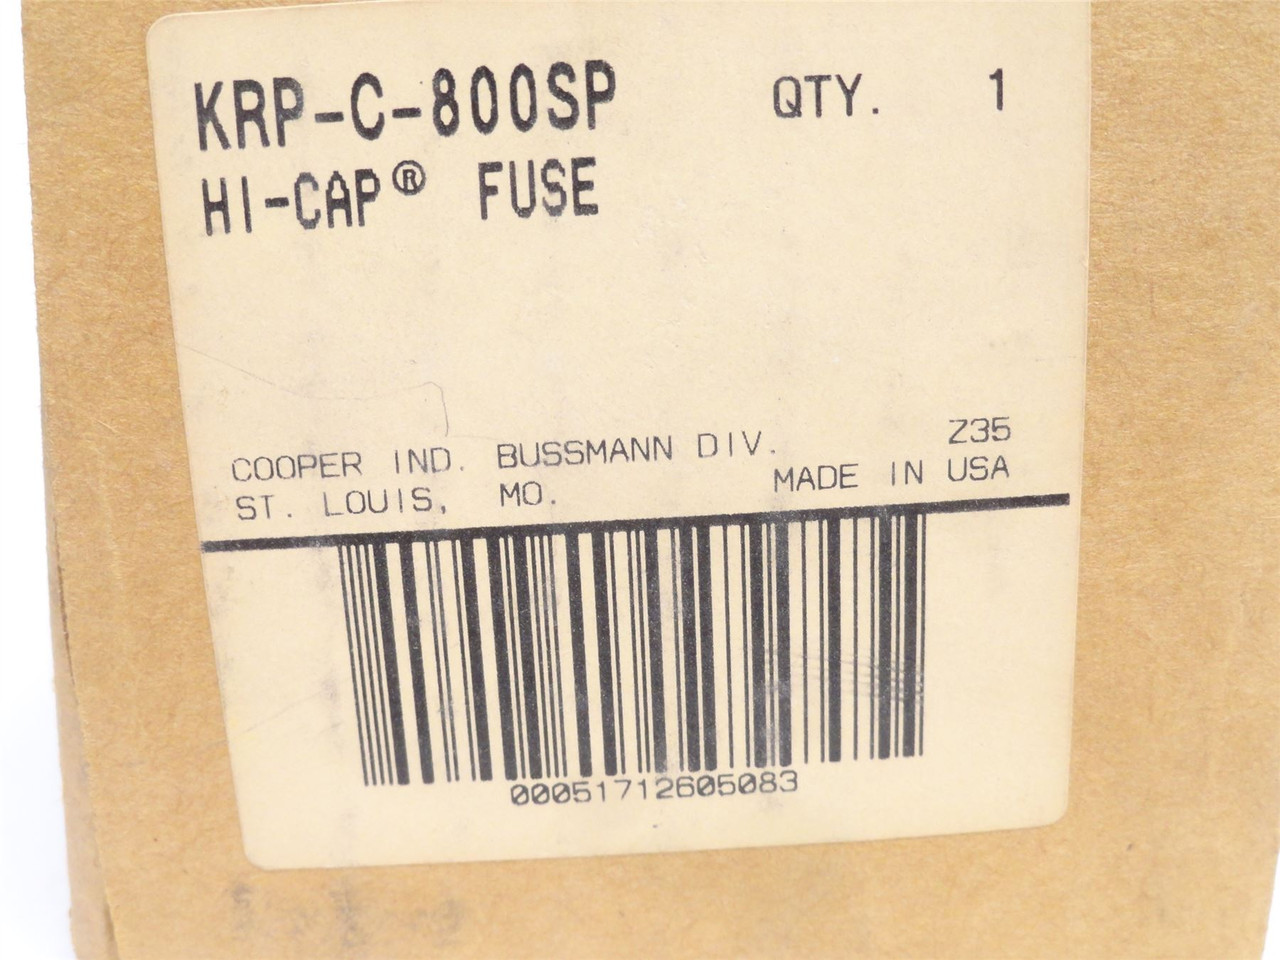 KRP-C-800SP QTY. 1
HI-CAP® FUSE
COOPER IND. BUSSMANN DIV. Z35
ST. LOUIS, MO. MADE IN USA
00051712605083